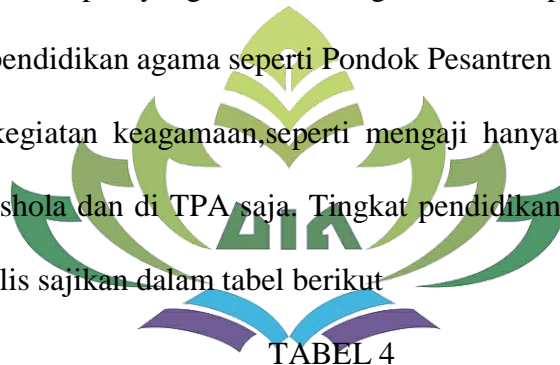 pendidikan agama seperti Pondok Pesantren
kegiatan keagamaan,seperti mengaji hanya
shola dan di TPA saja. Tingkat pendidikan
lis sajikan dalam tabel berikut
TABEL 4